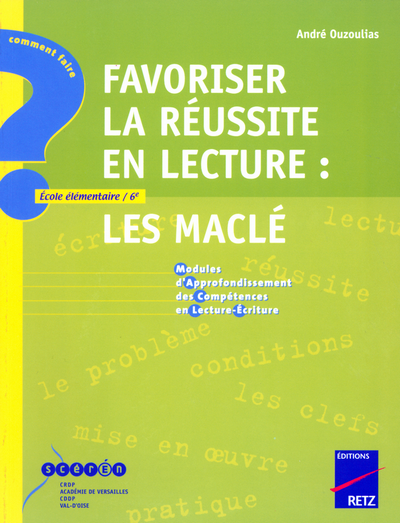 André Ouzoulias
comment faire
FAVORISER
LA RÉUSSITE
EN LECTURE :
École élémentaire / 6e
LES MACLÉ
écriture
lectu
réussite
Modules
d'Approfondissement
des Compétences
en Lecture-Écriture
le problème
conditions
les clefs
mise en œuvre
pratique
scérén
CRDP
ACADÉMIE DE VERSAILLES
CDDP
VAL-D'OISE
ÉDITIONS
RETZ